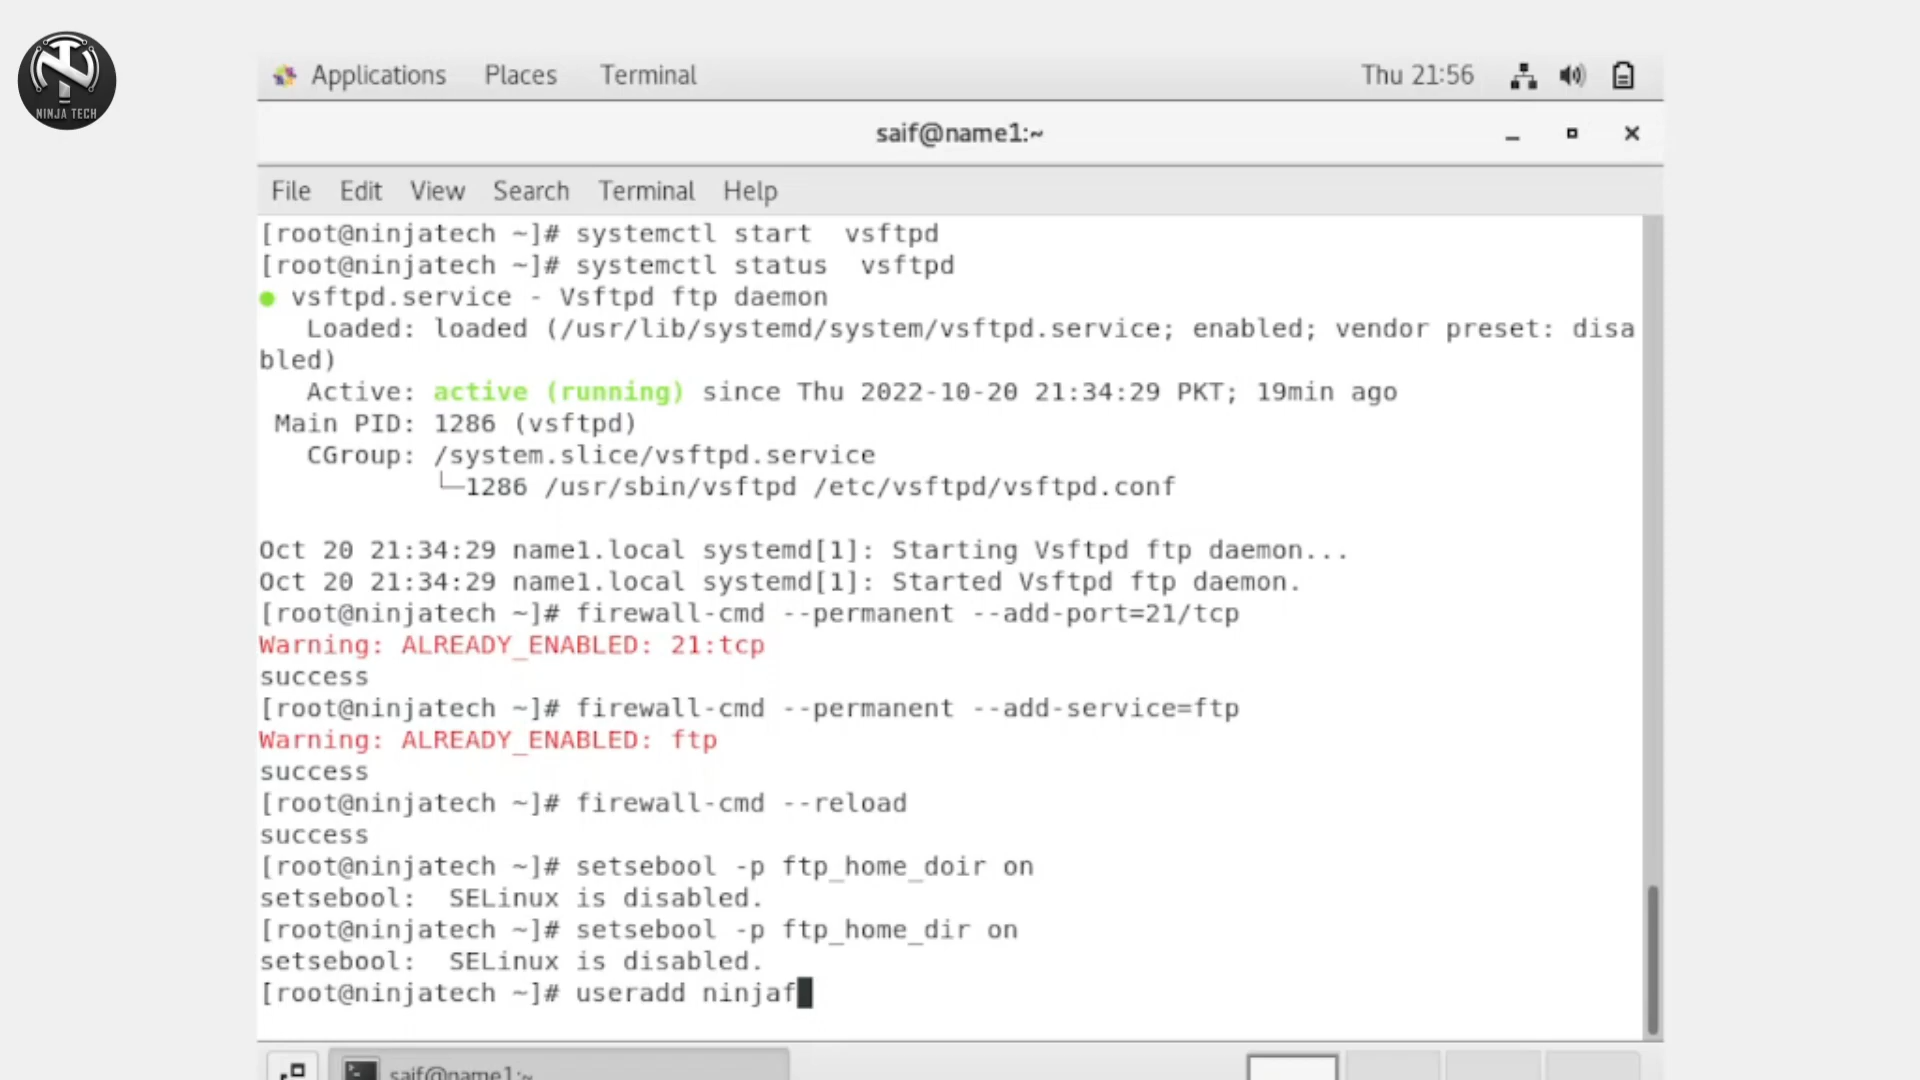 NINJA TECH
Applications Places Terminal Thu 21:56
saif@name1:~
File Edit View Search Terminal Help
[root@ninjatech ~]# systemctl start  vsftpd
[root@ninjatech ~]# systemctl status  vsftpd
● vsftpd.service - Vsftpd ftp daemon
   Loaded: loaded (/usr/lib/systemd/system/vsftpd.service; enabled; vendor preset: disa
bled)
   Active: active (running) since Thu 2022-10-20 21:34:29 PKT; 19min ago
 Main PID: 1286 (vsftpd)
   CGroup: /system.slice/vsftpd.service
           └─1286 /usr/sbin/vsftpd /etc/vsftpd/vsftpd.conf
Oct 20 21:34:29 name1.local systemd[1]: Starting Vsftpd ftp daemon...
Oct 20 21:34:29 name1.local systemd[1]: Started Vsftpd ftp daemon.
[root@ninjatech ~]# firewall-cmd --permanent --add-port=21/tcp
Warning: ALREADY_ENABLED: 21:tcp
success
[root@ninjatech ~]# firewall-cmd --permanent --add-service=ftp
Warning: ALREADY_ENABLED: ftp
success
[root@ninjatech ~]# firewall-cmd --reload
success
[root@ninjatech ~]# setsebool -p ftp_home_doir on
setsebool:  SELinux is disabled.
[root@ninjatech ~]# setsebool -p ftp_home_dir on
setsebool:  SELinux is disabled.
[root@ninjatech ~]# useradd ninjaf
saif@name1:~